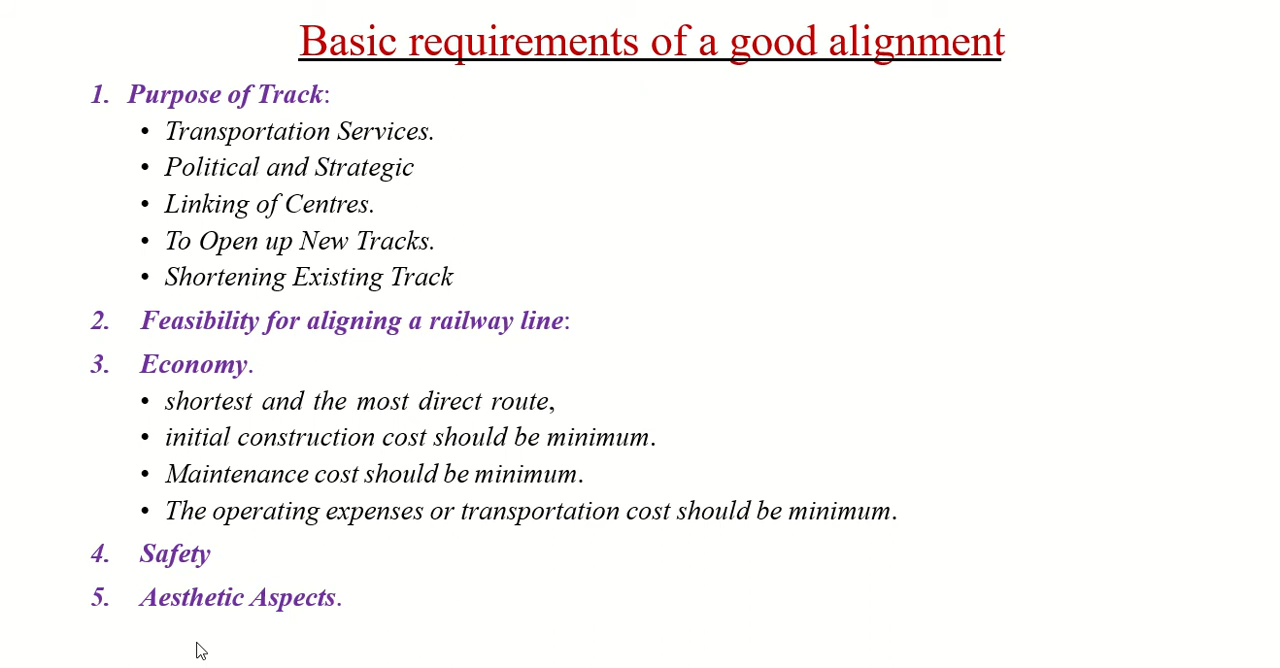 Basic requirements of a good alignment
1. Purpose of Track:
• Transportation Services.
• Political and Strategic
• Linking of Centres.
• To Open up New Tracks.
• Shortening Existing Track
2. Feasibility for aligning a railway line:
3. Economy.
• shortest and the most direct route,
• initial construction cost should be minimum.
• Maintenance cost should be minimum.
• The operating expenses or transportation cost should be minimum.
4. Safety
5. Aesthetic Aspects.